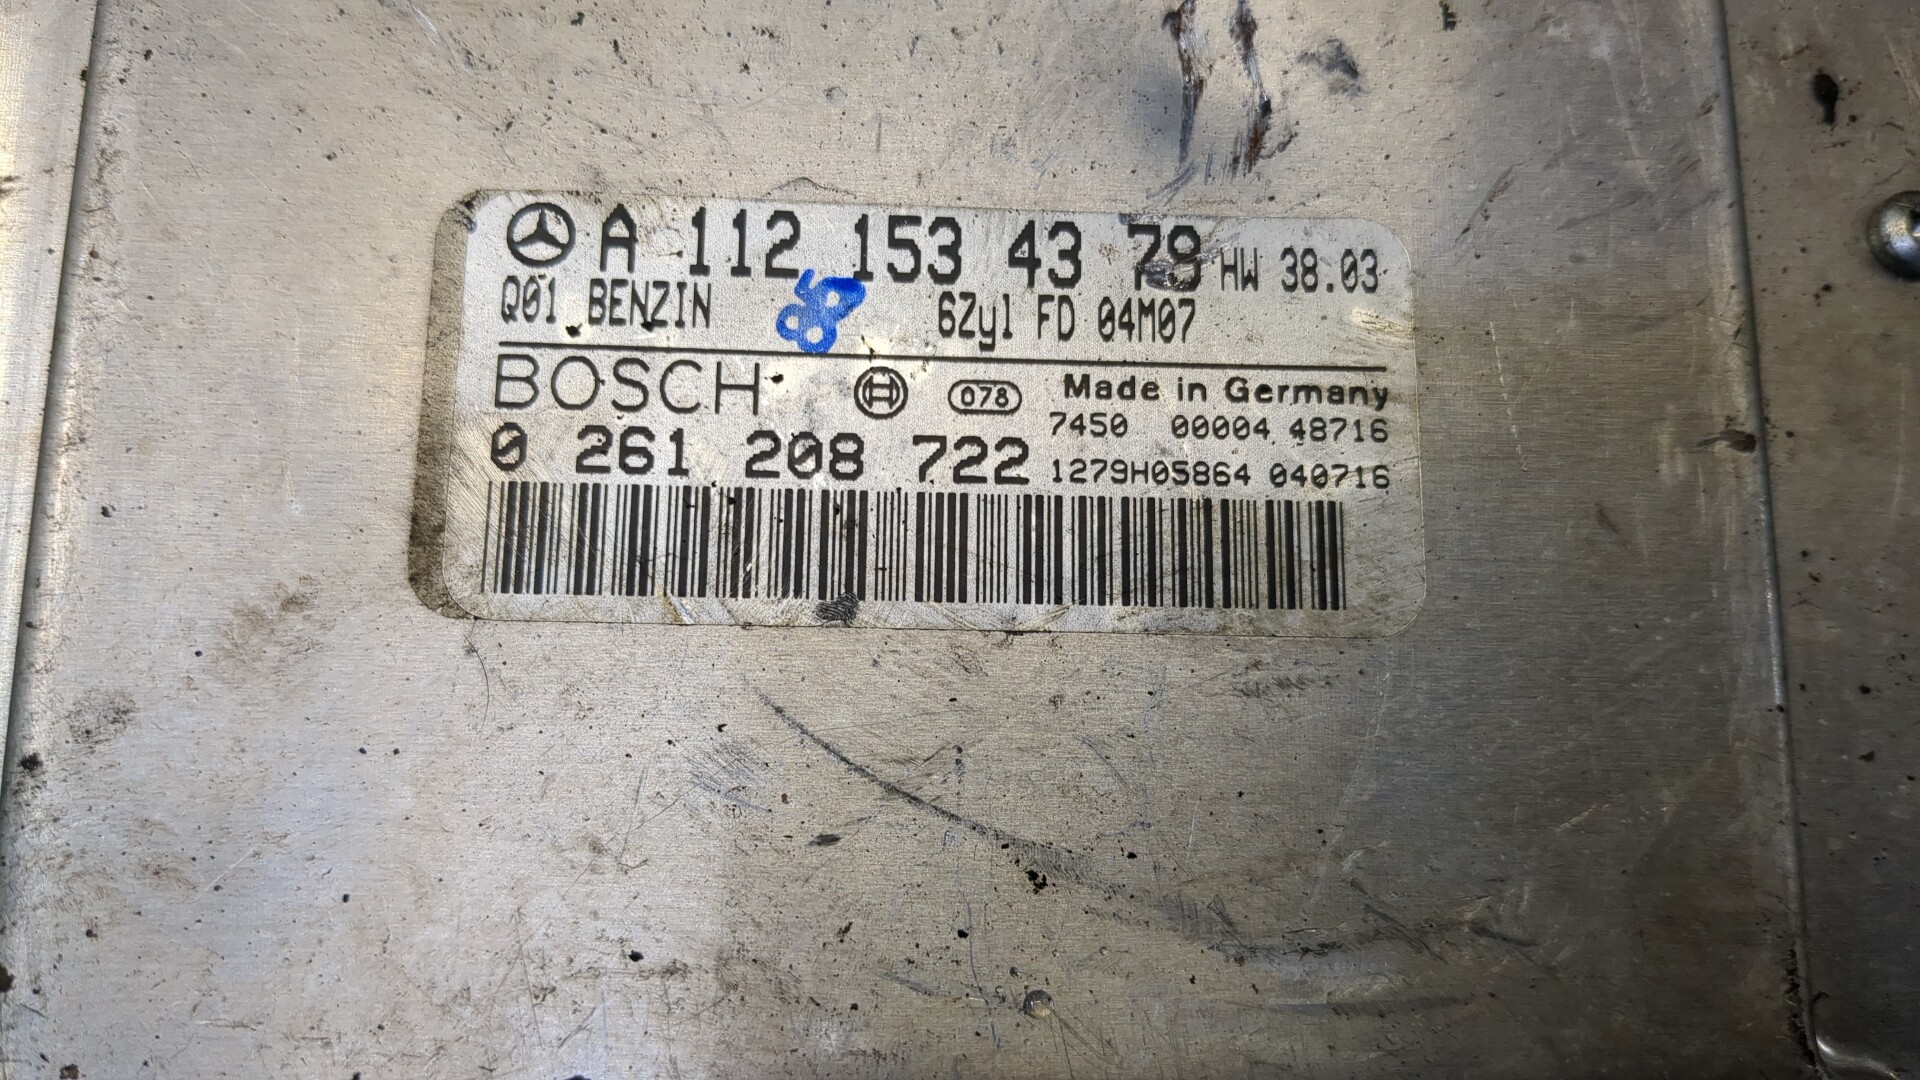 A 112 153 43 79 HW 38.03
Q01 BENZIN 6Zyl FD 04M07
BOSCH 078 Made in Germany
7450 00004 48716
0 261 208 722 1279H05864 040716